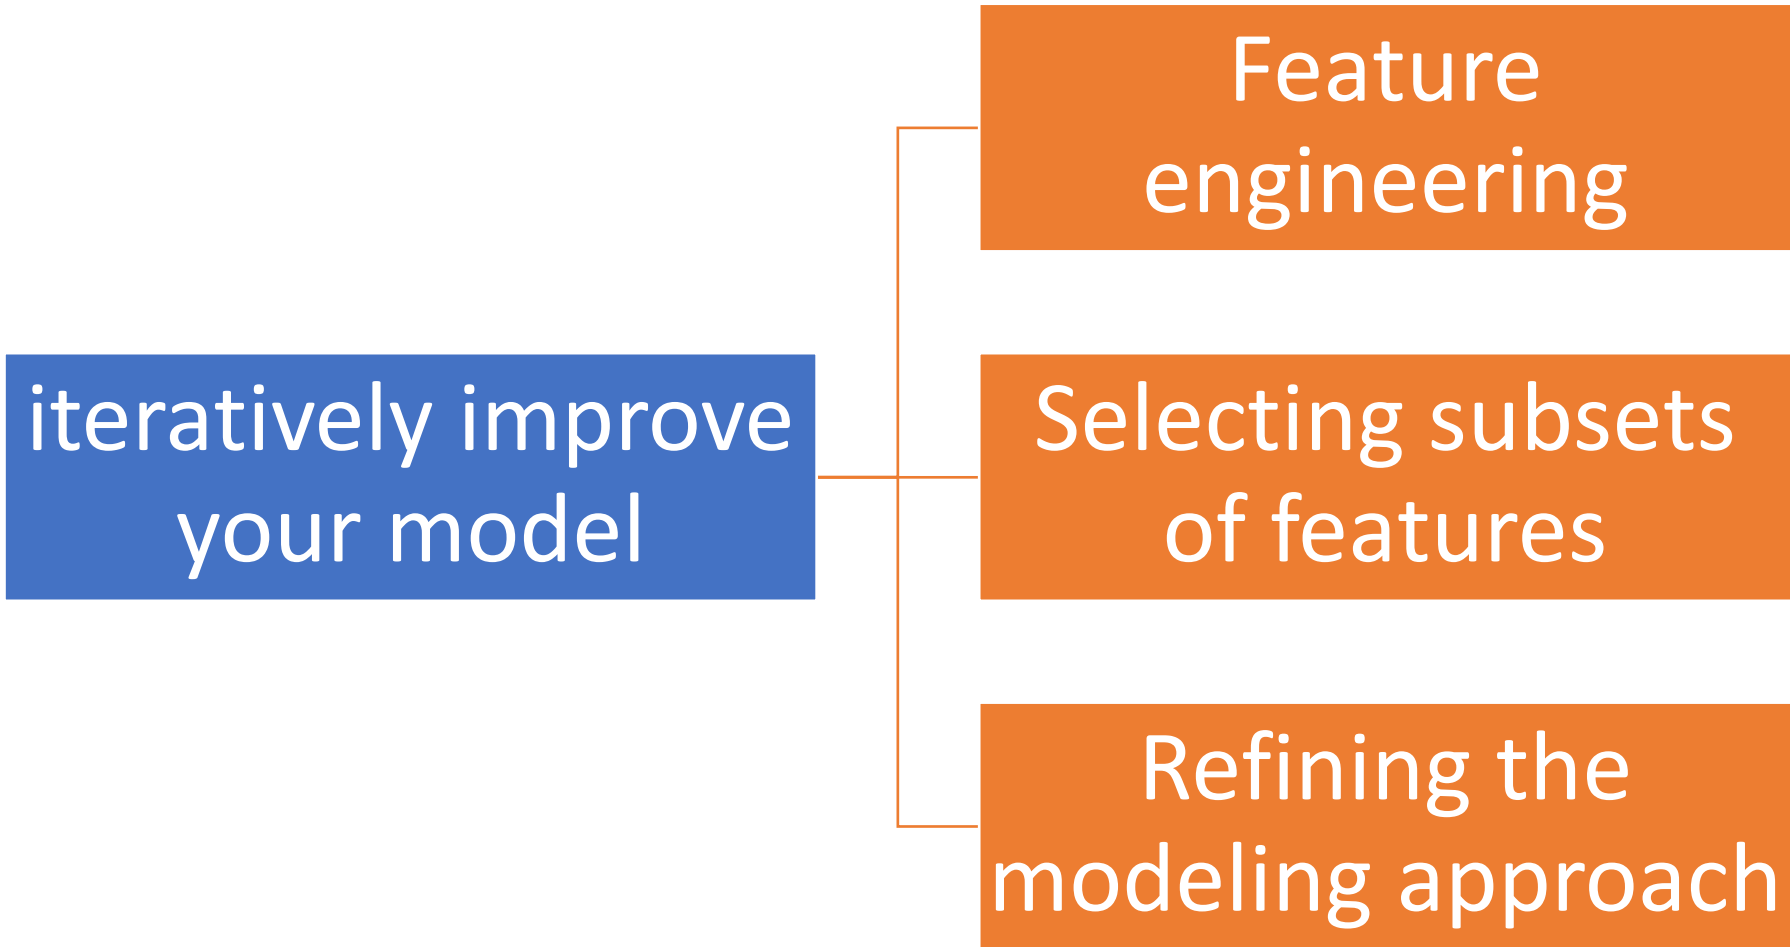 iteratively improve
your model
Feature
engineering
Selecting subsets
of features
Refining the
modeling approach